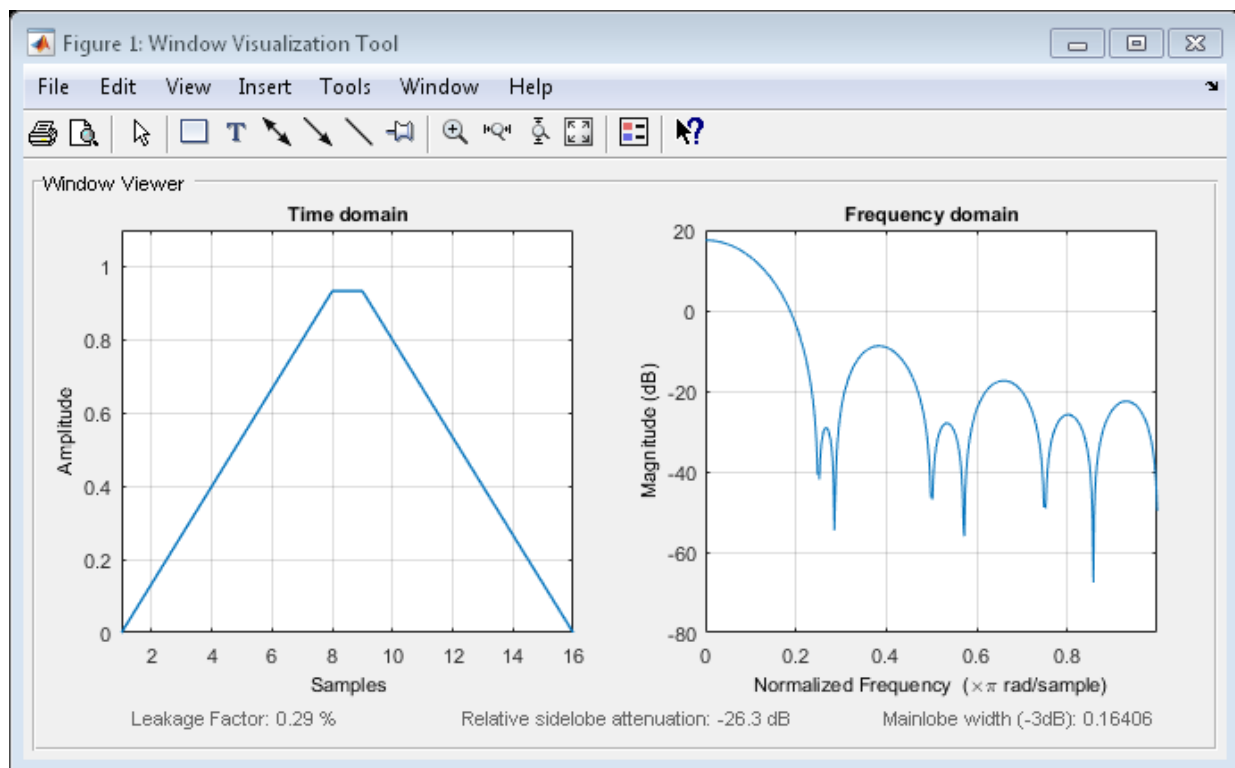 Figure 1: Window Visualization Tool
File Edit View Insert Tools Window Help
T
?
Window Viewer
Time domain
Amplitude
1
0.8
0.6
0.4
0.2
0
2 4 6 8 10 12 14 16
Samples
Frequency domain
Magnitude (dB)
20
0
-20
-40
-60
-80
0 0.2 0.4 0.6 0.8
Normalized Frequency (×π rad/sample)
Leakage Factor: 0.29 % Relative sidelobe attenuation: -26.3 dB Mainlobe width (-3dB): 0.16406